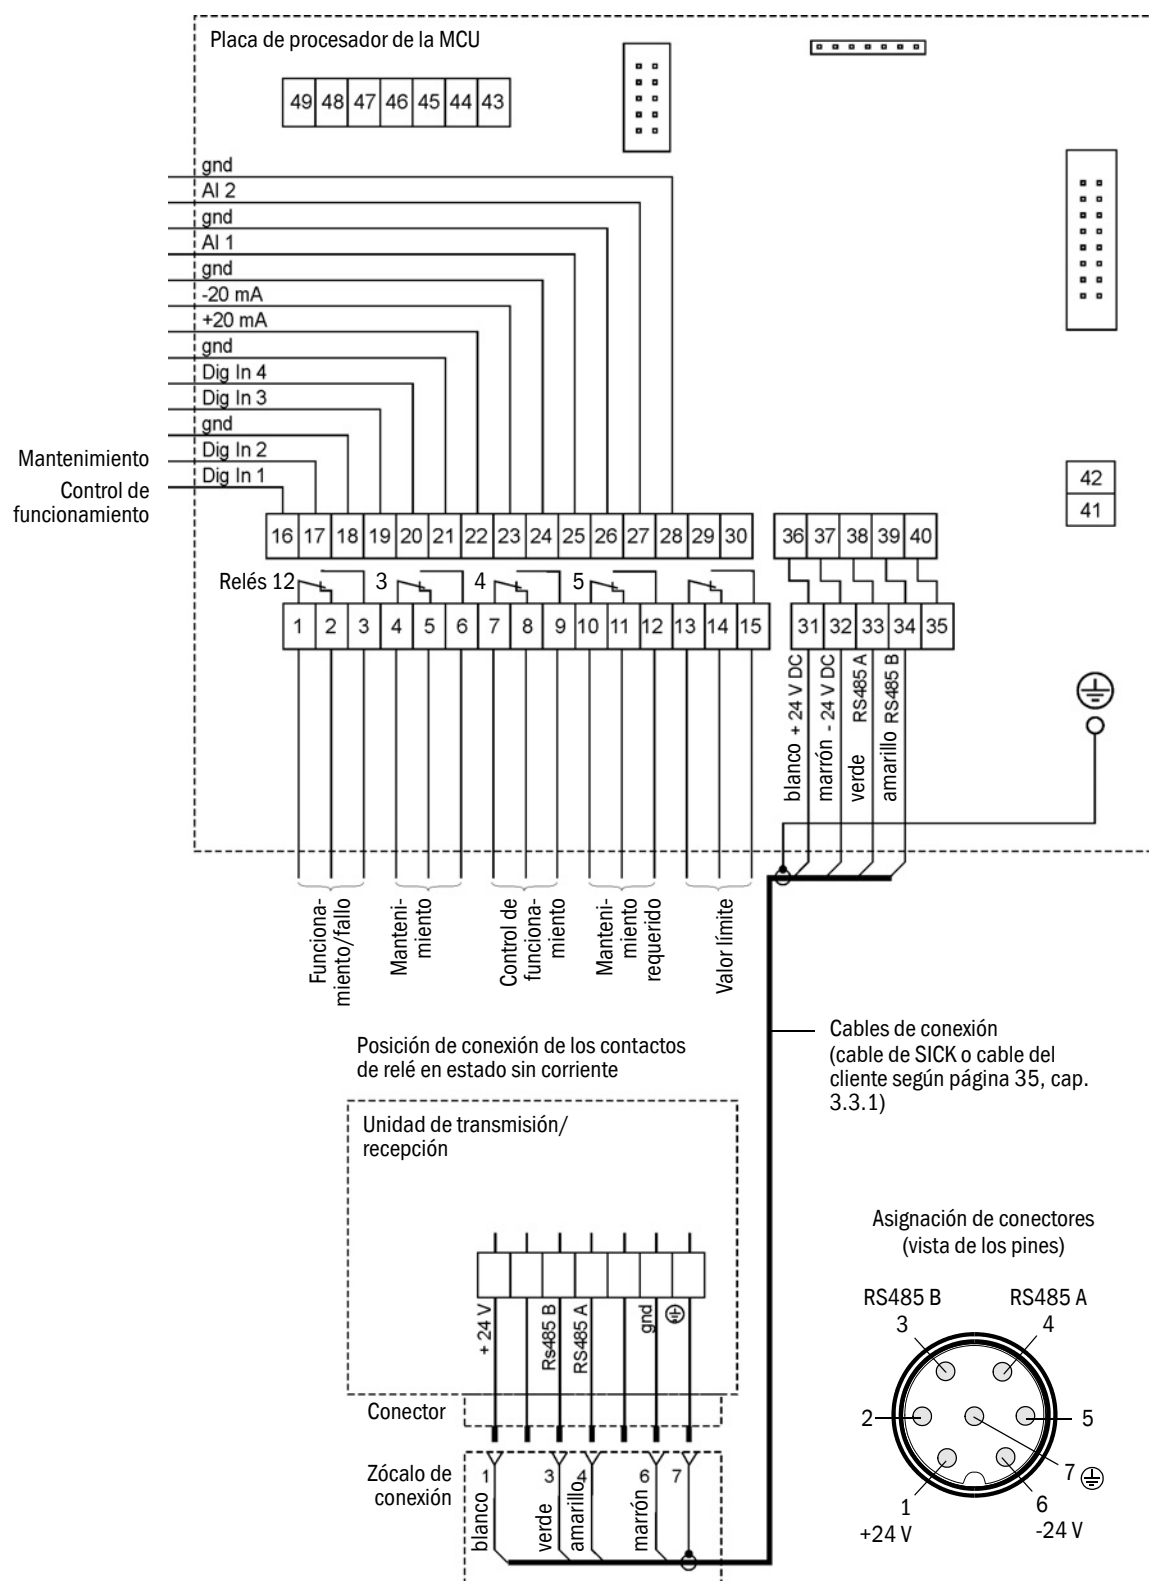 Placa de procesador de la MCU
49 48 47 46 45 44 43
gnd
AI 2
gnd
AI 1
gnd
-20 mA
+20 mA
gnd
Dig In 4
Dig In 3
gnd
Mantenimiento
Dig In 2
Control de
funcionamiento
Dig In 1
42
41
16 17 18 19 20 21 22 23 24 25 26 27 28 29 30
36 37 38 39 40
Relés 12 3 4 5
1 2 3 4 5 6 7 8 9 10 11 12 13 14 15
31 32 33 34 35
blanco + 24 V DC
marrón - 24 V DC
verde RS485 A
amarillo RS485 B
Funciona-
miento/fallo
Manteni-
miento
Control de
funciona-
miento
Manteni-
miento
requerido
Valor límite
Cables de conexión
(cable de SICK o cable del
cliente según página 35, cap.
3.3.1)
Posición de conexión de los contactos
de relé en estado sin corriente
Unidad de transmisión/
recepción
+ 24 V
Rs485 B
RS485 A
gnd
Conector
Zócalo de
conexión
1 3 4 6 7
blanco
verde
amarillo
marrón
Asignación de conectores
(vista de los pines)
RS485 B RS485 A
3 4
2 5
7
1 6
+24 V -24 V